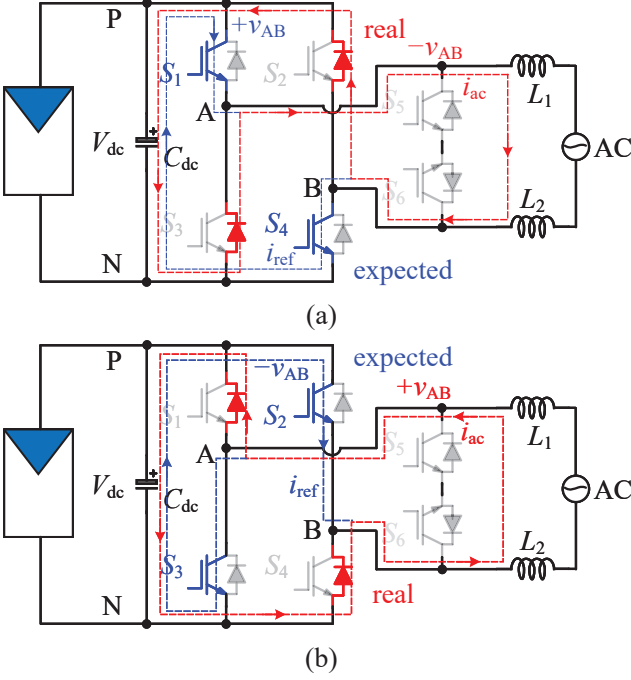 P
+vAB
real
−vAB
S1
S2
S5
iac
L1
A
Vdc
Cdc
AC
B
S6
L2
S3
S4
iref
N
expected
(a)
P
expected
−vAB
+vAB
S1
S2
S5
iac
L1
A
Vdc
Cdc
iref
AC
B
S6
L2
S3
S4
N
real
(b)